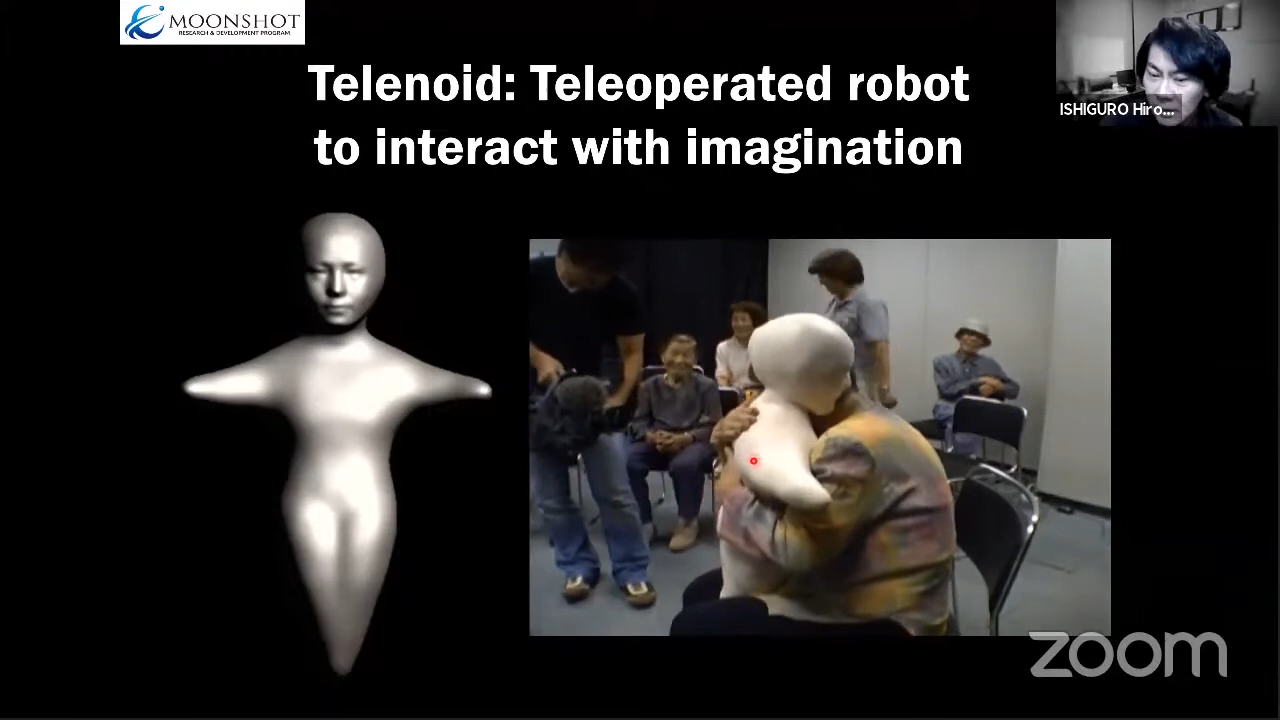 MOONSHOT
RESEARCH & DEVELOPMENT PROGRAM
Telenoid: Teleoperated robot
to interact with imagination
ISHIGURO Hiro...
zoom